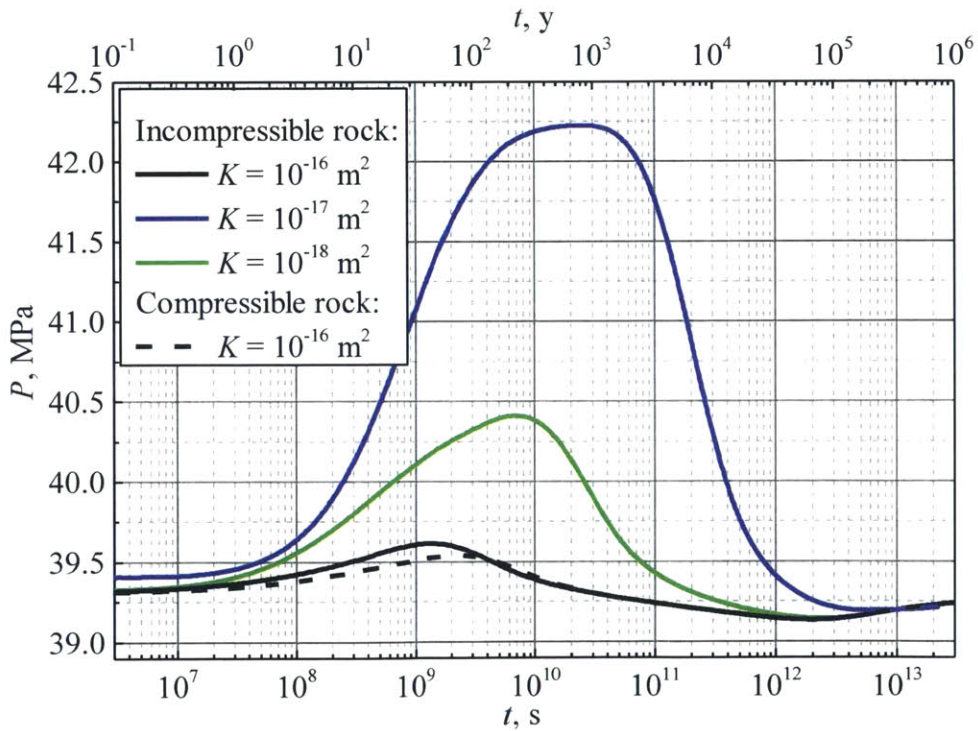 t, y
10⁻¹ 10⁰ 10¹ 10² 10³ 10⁴ 10⁵ 10⁶
42.5
42.0
41.5
41.0
40.5
40.0
39.5
39.0
P, MPa
Incompressible rock:
K = 10⁻¹⁶ m²
K = 10⁻¹⁷ m²
K = 10⁻¹⁸ m²
Compressible rock:
K = 10⁻¹⁶ m²
10⁷ 10⁸ 10⁹ 10¹⁰ 10¹¹ 10¹² 10¹³
t, s